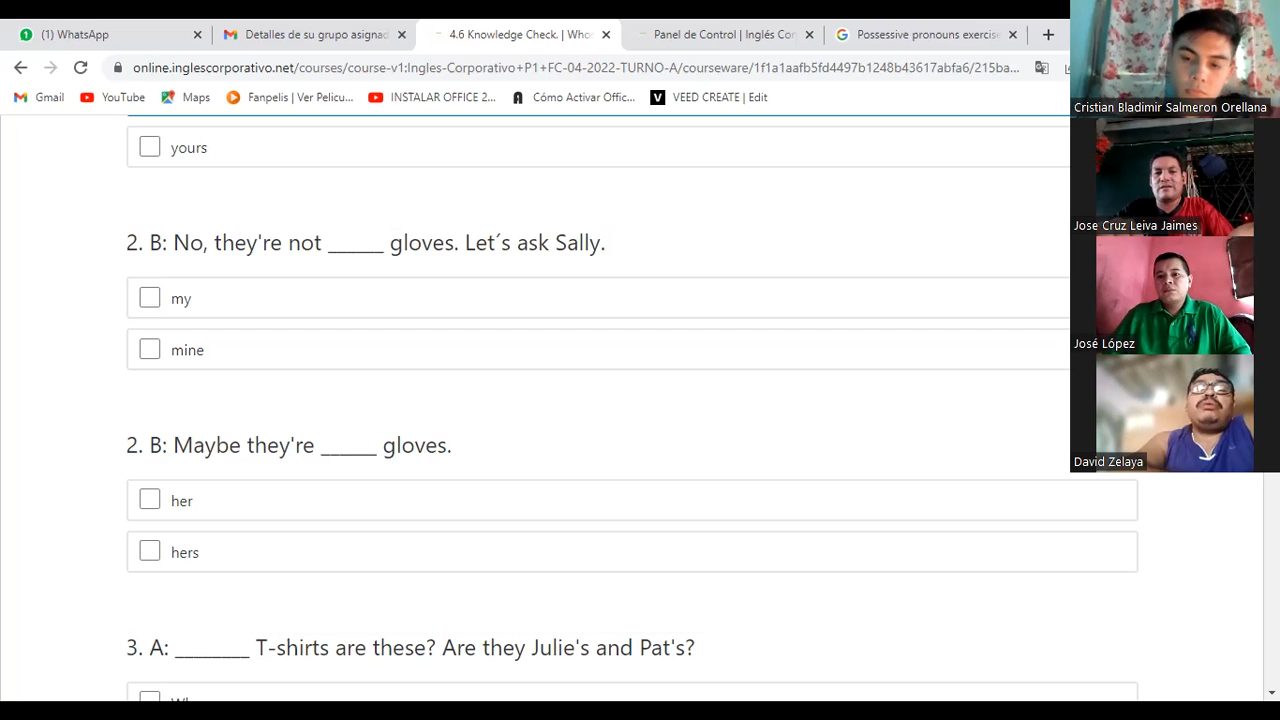 (1) WhatsApp
Detalles de su grupo asignad
4.6 Knowledge Check. | Whos
Panel de Control | Inglés Cor
Possessive pronouns exercise
online.inglescorporativo.net/courses/course-v1:Ingles-Corporativo+P1+FC-04-2022-TURNO-A/courseware/1f1a1aafb5fd4497b1248b43617abfa6/215ba...
Gmail
YouTube
Maps
Fanpelis | Ver Pelicu...
INSTALAR OFFICE 2...
Cómo Activar Offic...
VEED CREATE | Edit
Cristian Bladimir Salmeron Orellana
yours
Jose Cruz Leiva Jaimes
2. B: No, they're not ______ gloves. Let´s ask Sally.
my
José López
mine
2. B: Maybe they're ______ gloves.
David Zelaya
her
hers
3. A: ________ T-shirts are these? Are they Julie's and Pat's?